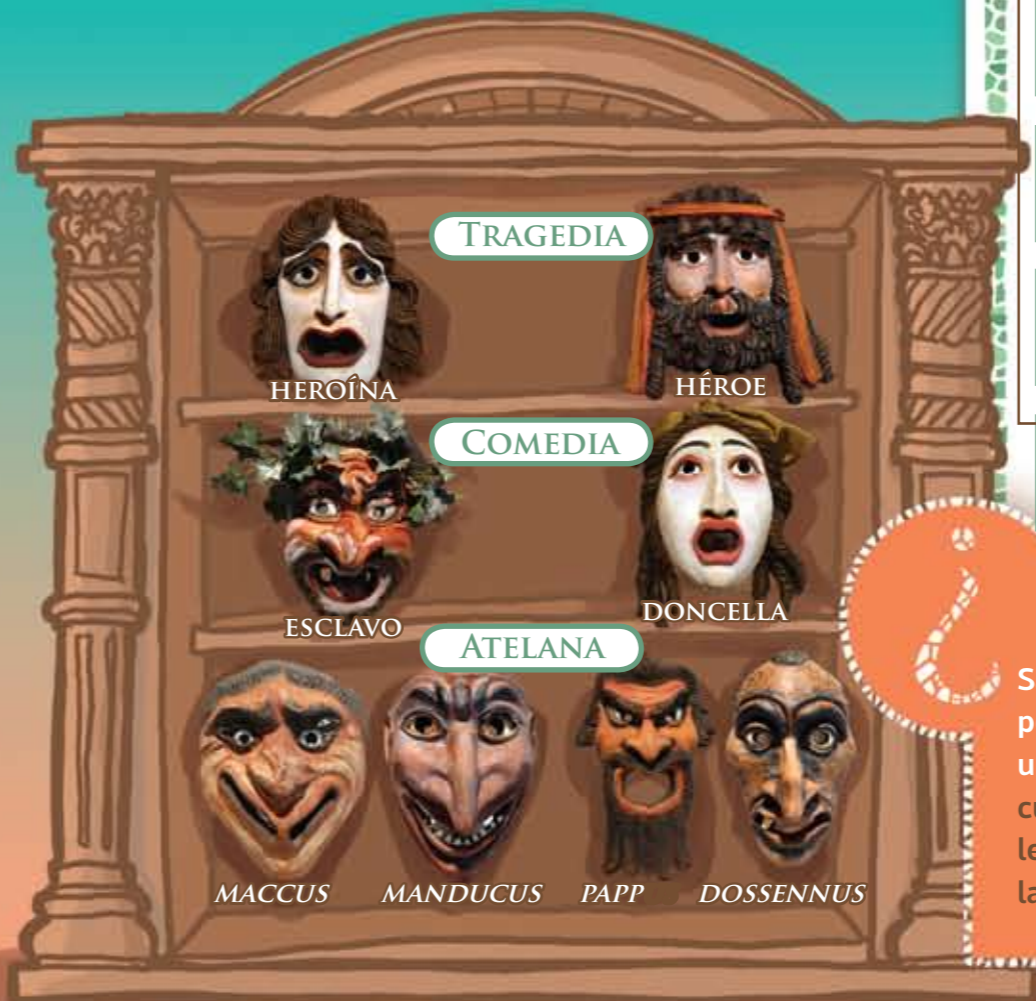 TRAGEDIA
HEROÍNA
HÉROE
COMEDIA
ESCLAVO
DONCELLA
ATELANA
MACCUS
MANDUCUS
PAPP
DOSSENNUS
¿